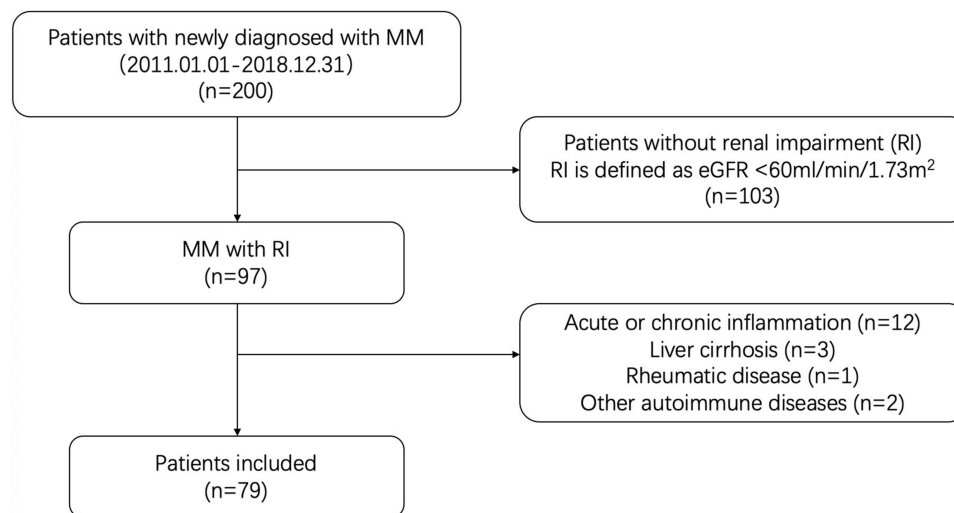 Patients with newly diagnosed with MM
(2011.01.01-2018.12.31)
(n=200)
Patients without renal impairment (RI)
RI is defined as eGFR <60ml/min/1.73m²
(n=103)
MM with RI
(n=97)
Acute or chronic inflammation (n=12)
Liver cirrhosis (n=3)
Rheumatic disease (n=1)
Other autoimmune diseases (n=2)
Patients included
(n=79)